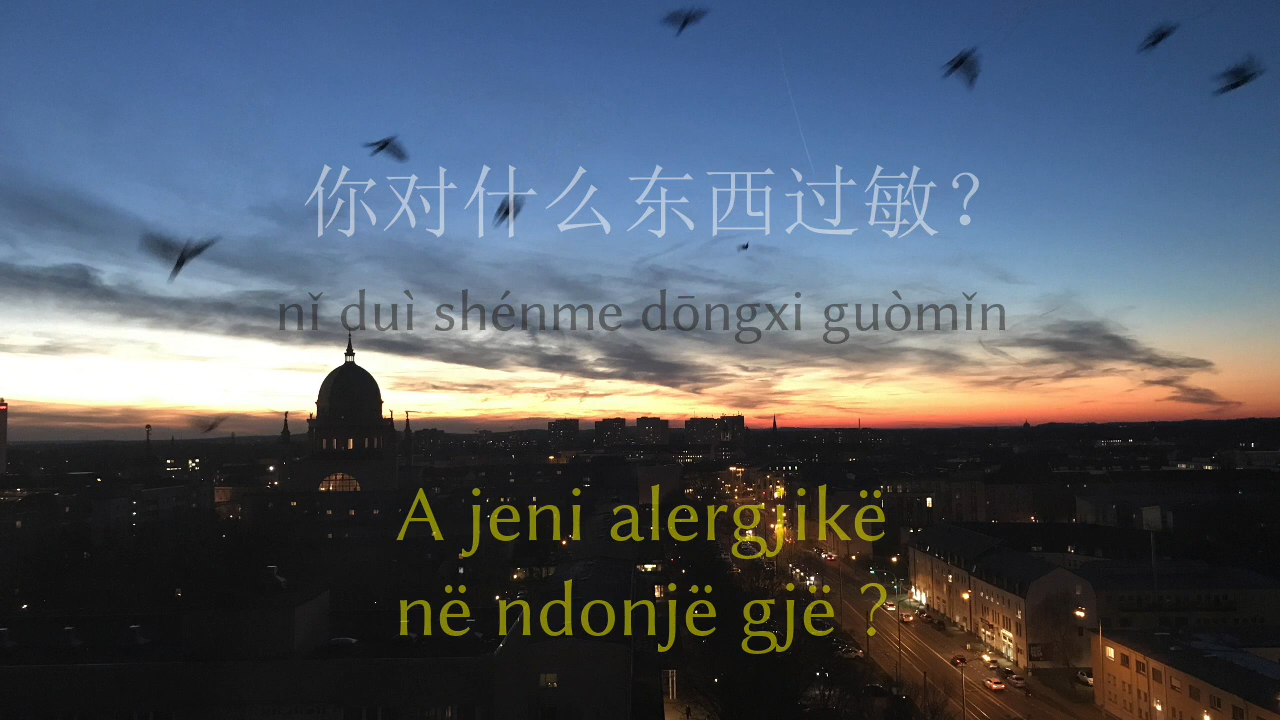 你对什么东西过敏？
nǐ duì shénme dōngxi guòmǐn
A jeni alergjikë
në ndonjë gjë ?